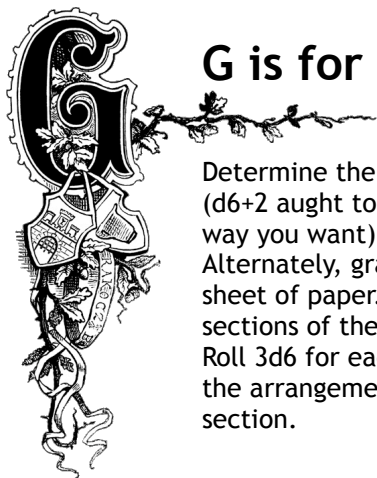 G is for
Determine the
(d6+2 aught to
way you want)
Alternately, gra
sheet of paper.
sections of the
Roll 3d6 for ea
the arrangeme
section.